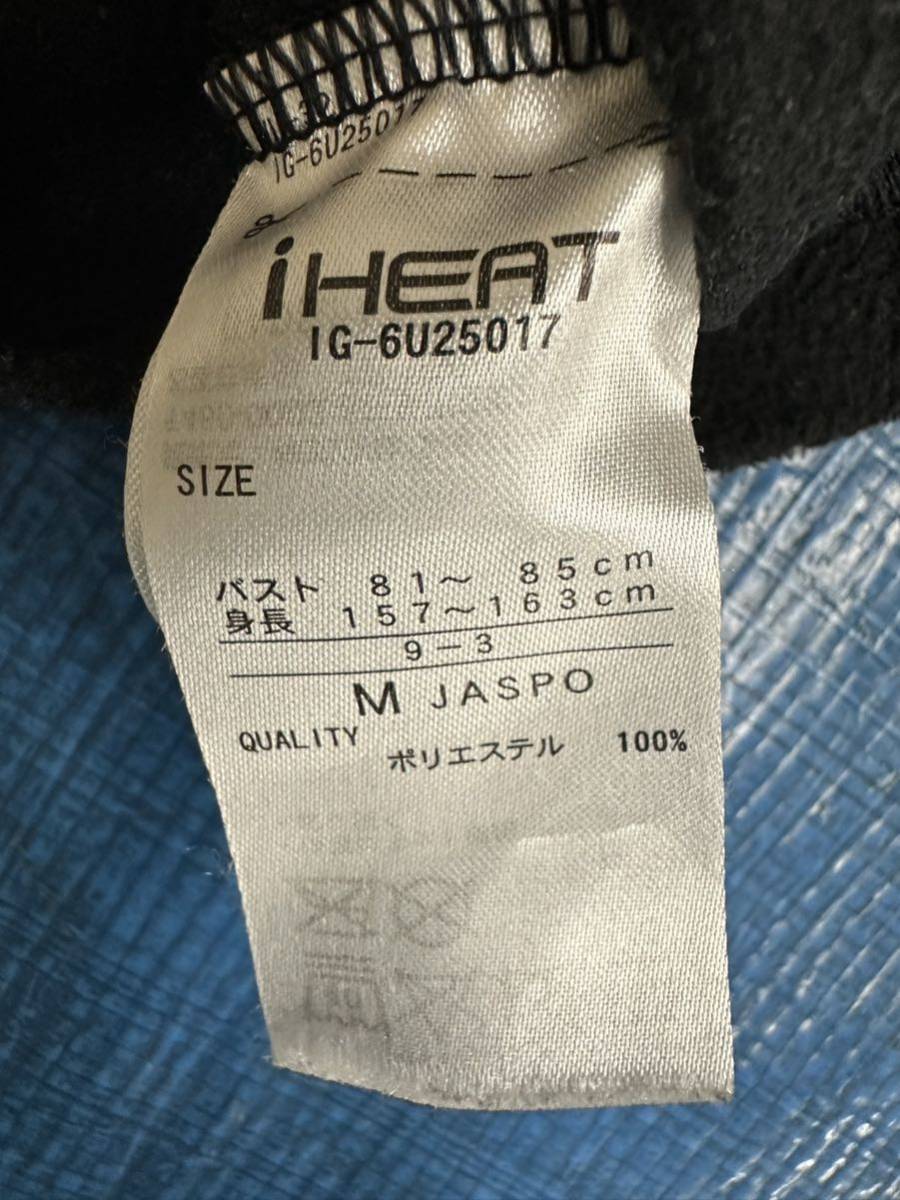 IG-6U25017
iHEAT
IG-6U25017
SIZE
バスト 81〜 85cm
身長 157〜163cm
9-3
M JASPO
QUALITY
ポリエステル 100%